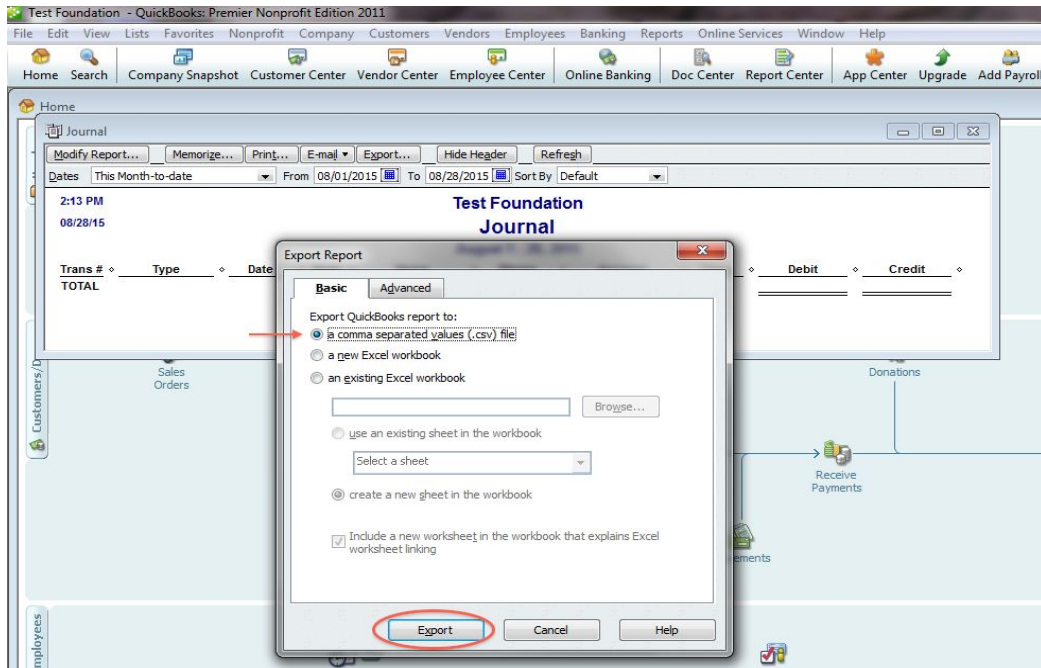 Test Foundation - QuickBooks: Premier Nonprofit Edition 2011
File Edit View Lists Favorites Nonprofit Company Customers Vendors Employees Banking Reports Online Services Window Help
Home Search Company Snapshot Customer Center Vendor Center Employee Center Online Banking Doc Center Report Center App Center Upgrade Add Payroll
Home
Journal
Modify Report... Memorize... Print... E-mail Export... Hide Header Refresh
Dates This Month-to-date From 08/01/2015 To 08/28/2015 Sort By Default
2:13 PM
Test Foundation
08/28/15
Journal
Trans # Type Date Debit Credit
TOTAL
Export Report
Basic Advanced
Export QuickBooks report to:
a comma separated values (.csv) file
a new Excel workbook
an existing Excel workbook
Browse...
use an existing sheet in the workbook
Select a sheet
create a new sheet in the workbook
Include a new worksheet in the workbook that explains Excel
worksheet linking
Export Cancel Help
Sales
Orders
Donations
Receive
Payments
Customers/D